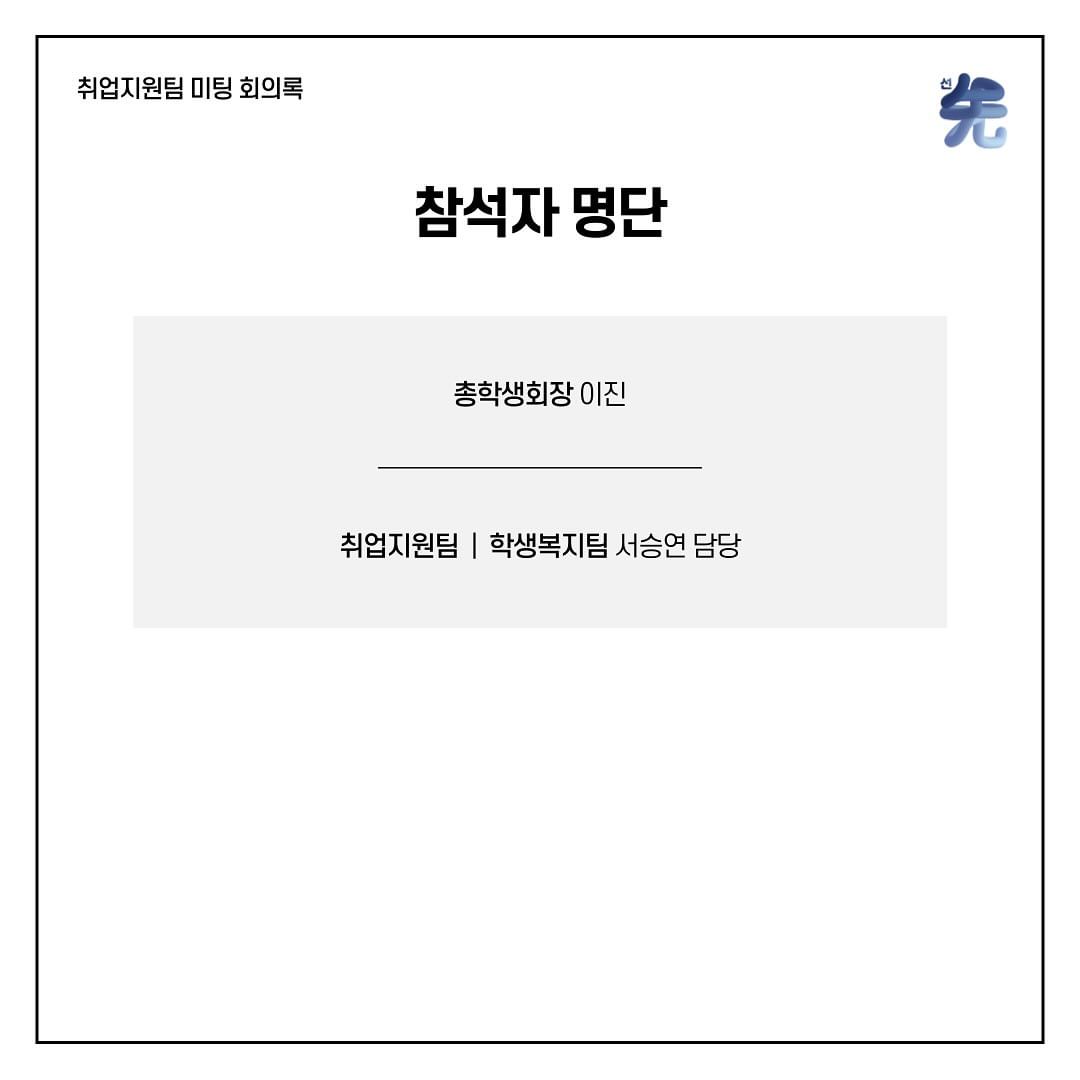 취업지원팀 미팅 회의록
선
先
참석자 명단
총학생회장 이진
취업지원팀 | 학생복지팀 서승연 담당